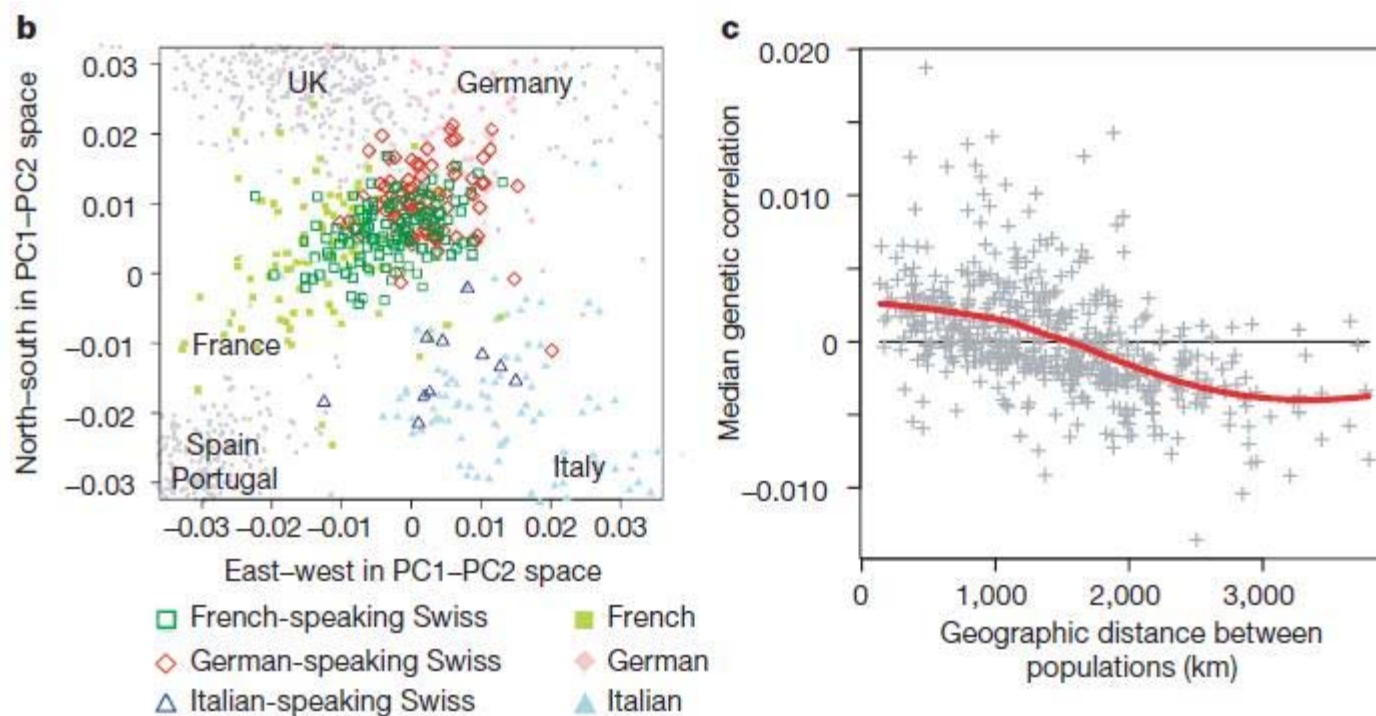 b
North–south in PC1–PC2 space
0.03
0.02
0.01
0
–0.01
–0.02
–0.03
UK
Germany
France
Spain
Portugal
Italy
–0.03 –0.02 –0.01 0 0.01 0.02 0.03
East–west in PC1–PC2 space
French-speaking Swiss
German-speaking Swiss
Italian-speaking Swiss
French
German
Italian
c
Median genetic correlation
0.020
0.010
0
–0.010
0 1,000 2,000 3,000
Geographic distance between
populations (km)